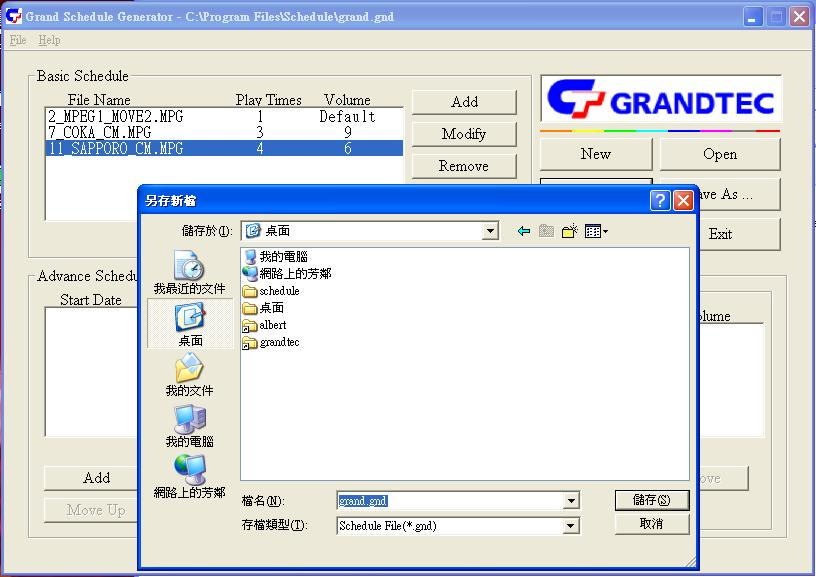 Grand Schedule Generator - C:\Program Files\Schedule\grand.gnd
File Help
Basic Schedule
File Name Play Times Volume
2_MPEG1_MOVE2.MPG 1 Default
7_COKA_CM.MPG 3 9
11_SAPPORO_CM.MPG 4 6
Add
Modify
Remove
GRANDTEC
New Open
ve As ...
Exit
Advance Schedu
Start Date
lume
Add
Move Up
ove
另存新檔
儲存於(I): 桌面
我最近的文件
桌面
我的文件
我的電腦
網路上的芳鄰
我的電腦
網路上的芳鄰
schedule
桌面
albert
grandtec
檔名(N): grand.gnd 儲存(S)
存檔類型(T): Schedule File(*.gnd) 取消